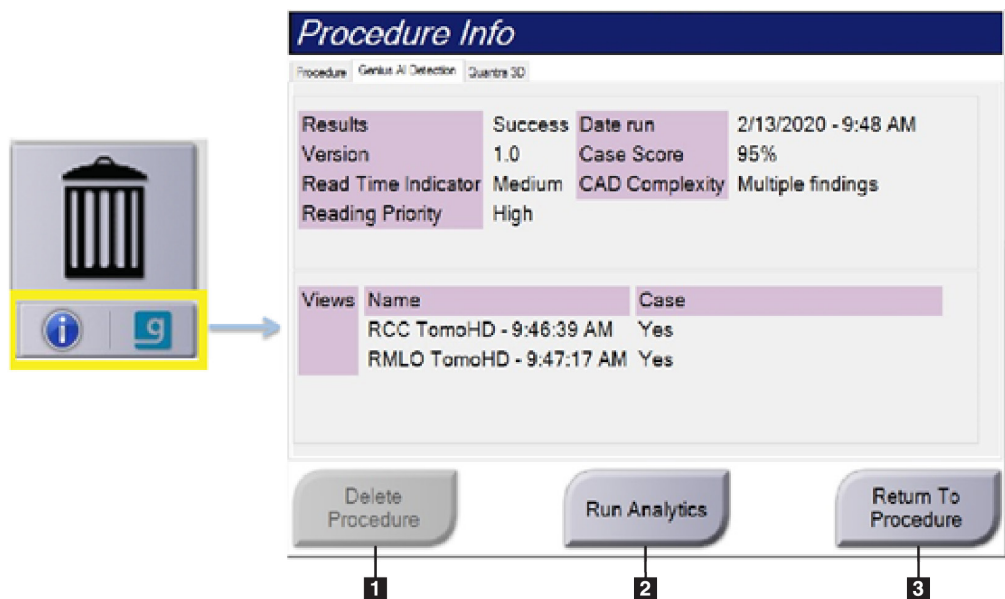 Procedure Info
Procedure Genius AI Detection Quantra 3D
Results Success Date run 2/13/2020 - 9:48 AM
Version 1.0 Case Score 95%
Read Time Indicator Medium CAD Complexity Multiple findings
Reading Priority High
i g
Views Name Case
RCC TomoHD - 9:46:39 AM Yes
RMLO TomoHD - 9:47:17 AM Yes
Delete
Procedure
Run Analytics
Return To
Procedure
1 2 3